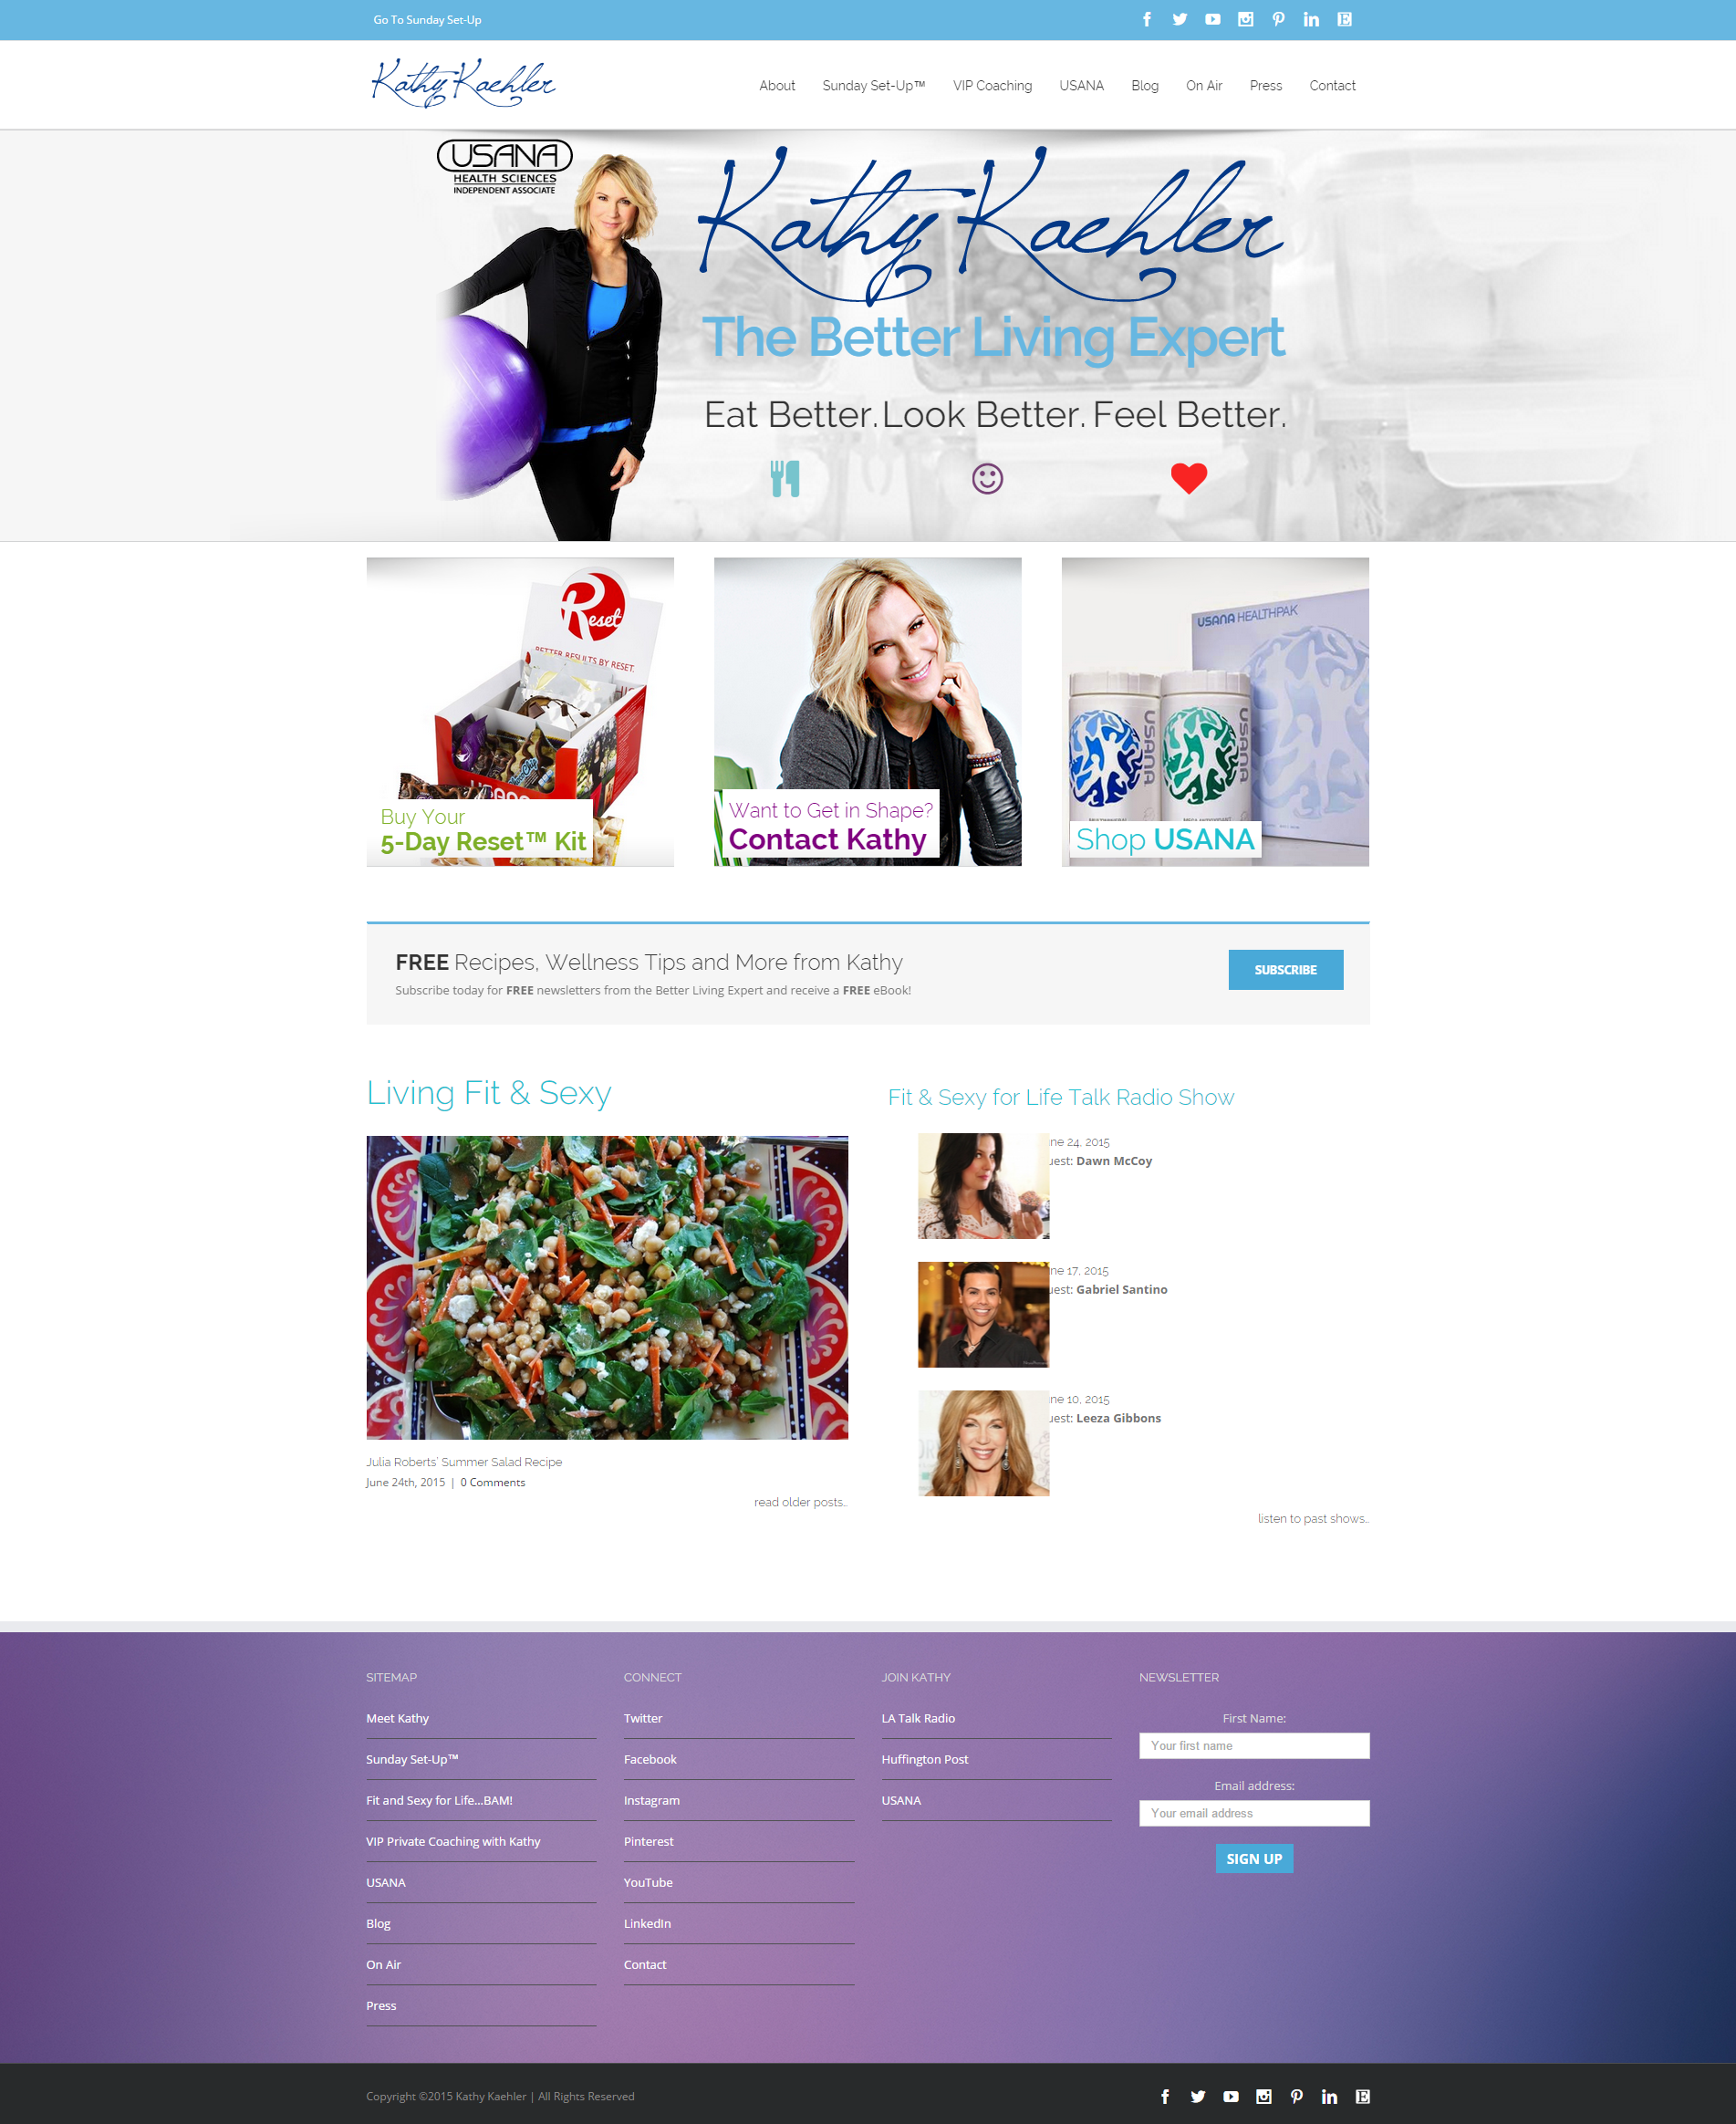 Go To Sunday Set-Up
Kathy Kaehler
About Sunday Set-Up™ VIP Coaching USANA Blog On Air Press Contact
USANA
HEALTH SCIENCES
INDEPENDENT ASSOCIATE
Kathy Kaehler
The Better Living Expert
Eat Better. Look Better. Feel Better.
Reset
BETTER RESULTS BY RESET.
Buy Your
5-Day Reset™ Kit
Want to Get in Shape?
Contact Kathy
USANA HEALTHPAK
USANA
USANA
Shop USANA
FREE Recipes, Wellness Tips and More from Kathy
Subscribe today for FREE newsletters from the Better Living Expert and receive a FREE eBook!
SUBSCRIBE
Living Fit & Sexy
Julia Roberts' Summer Salad Recipe
June 24th, 2015 | 0 Comments
read older posts..
Fit & Sexy for Life Talk Radio Show
ne 24, 2015
uest: Dawn McCoy
ne 17, 2015
uest: Gabriel Santino
ne 10, 2015
uest: Leeza Gibbons
listen to past shows..
SITEMAP
Meet Kathy
Sunday Set-Up™
Fit and Sexy for Life…BAM!
VIP Private Coaching with Kathy
USANA
Blog
On Air
Press
CONNECT
Twitter
Facebook
Instagram
Pinterest
YouTube
LinkedIn
Contact
JOIN KATHY
LA Talk Radio
Huffington Post
USANA
NEWSLETTER
First Name:
Your first name
Email address:
Your email address
SIGN UP
Copyright ©2015 Kathy Kaehler | All Rights Reserved